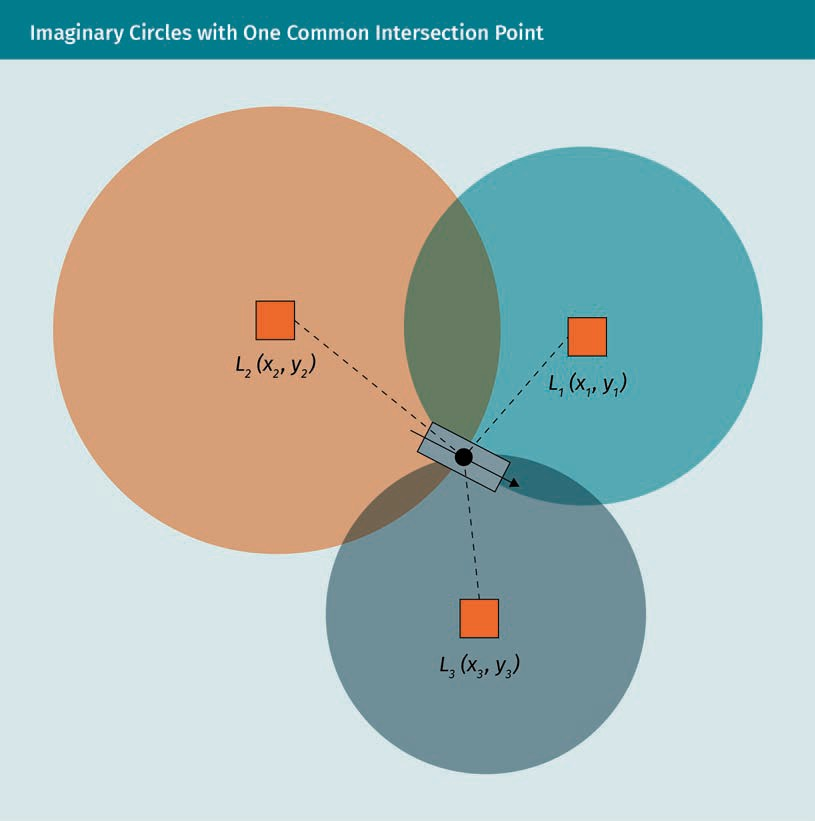 Imaginary Circles with One Common Intersection Point
L₂ (x₂, y₂)
L₁ (x₁, y₁)
L₃ (x₃, y₃)